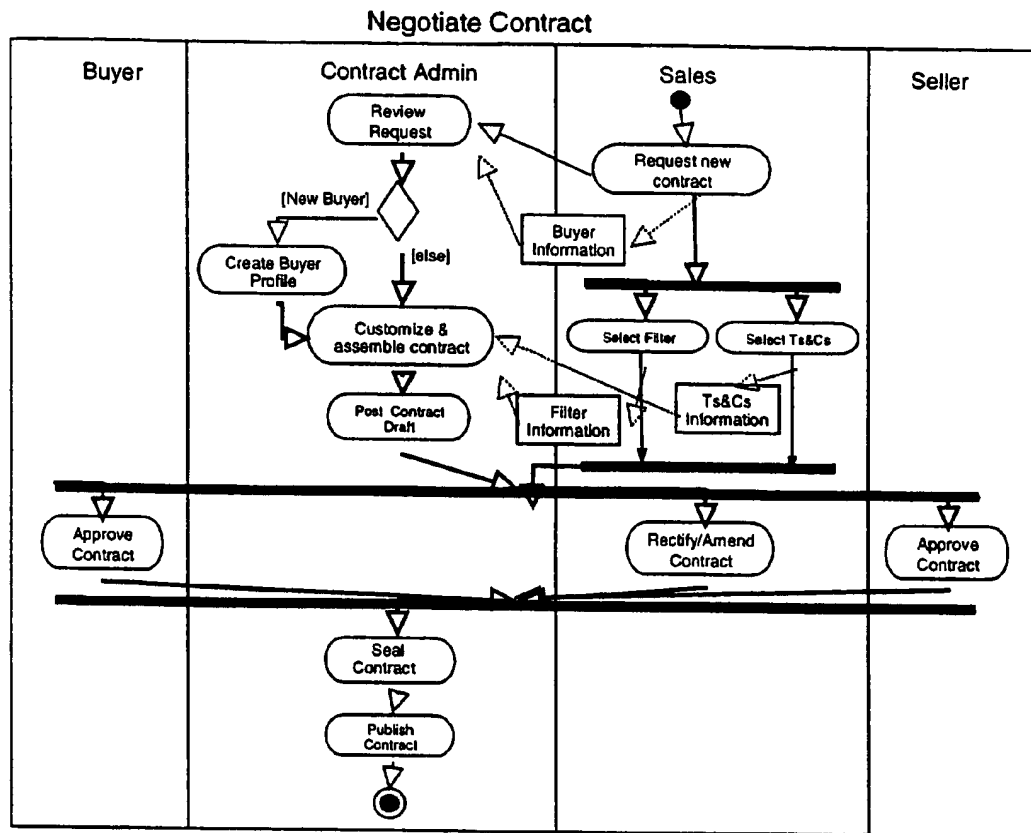 Negotiate Contract
Buyer
Contract Admin
Sales
Seller
Review
Request
Request new
contract
[New Buyer]
Buyer
Information
[else]
Create Buyer
Profile
Customize &
assemble contract
Select Filter
Select Ts&Cs
Post Contract
Draft
Filter
Information
Ts&Cs
Information
Approve
Contract
Rectify/Amend
Contract
Approve
Contract
Seal
Contract
Publish
Contract